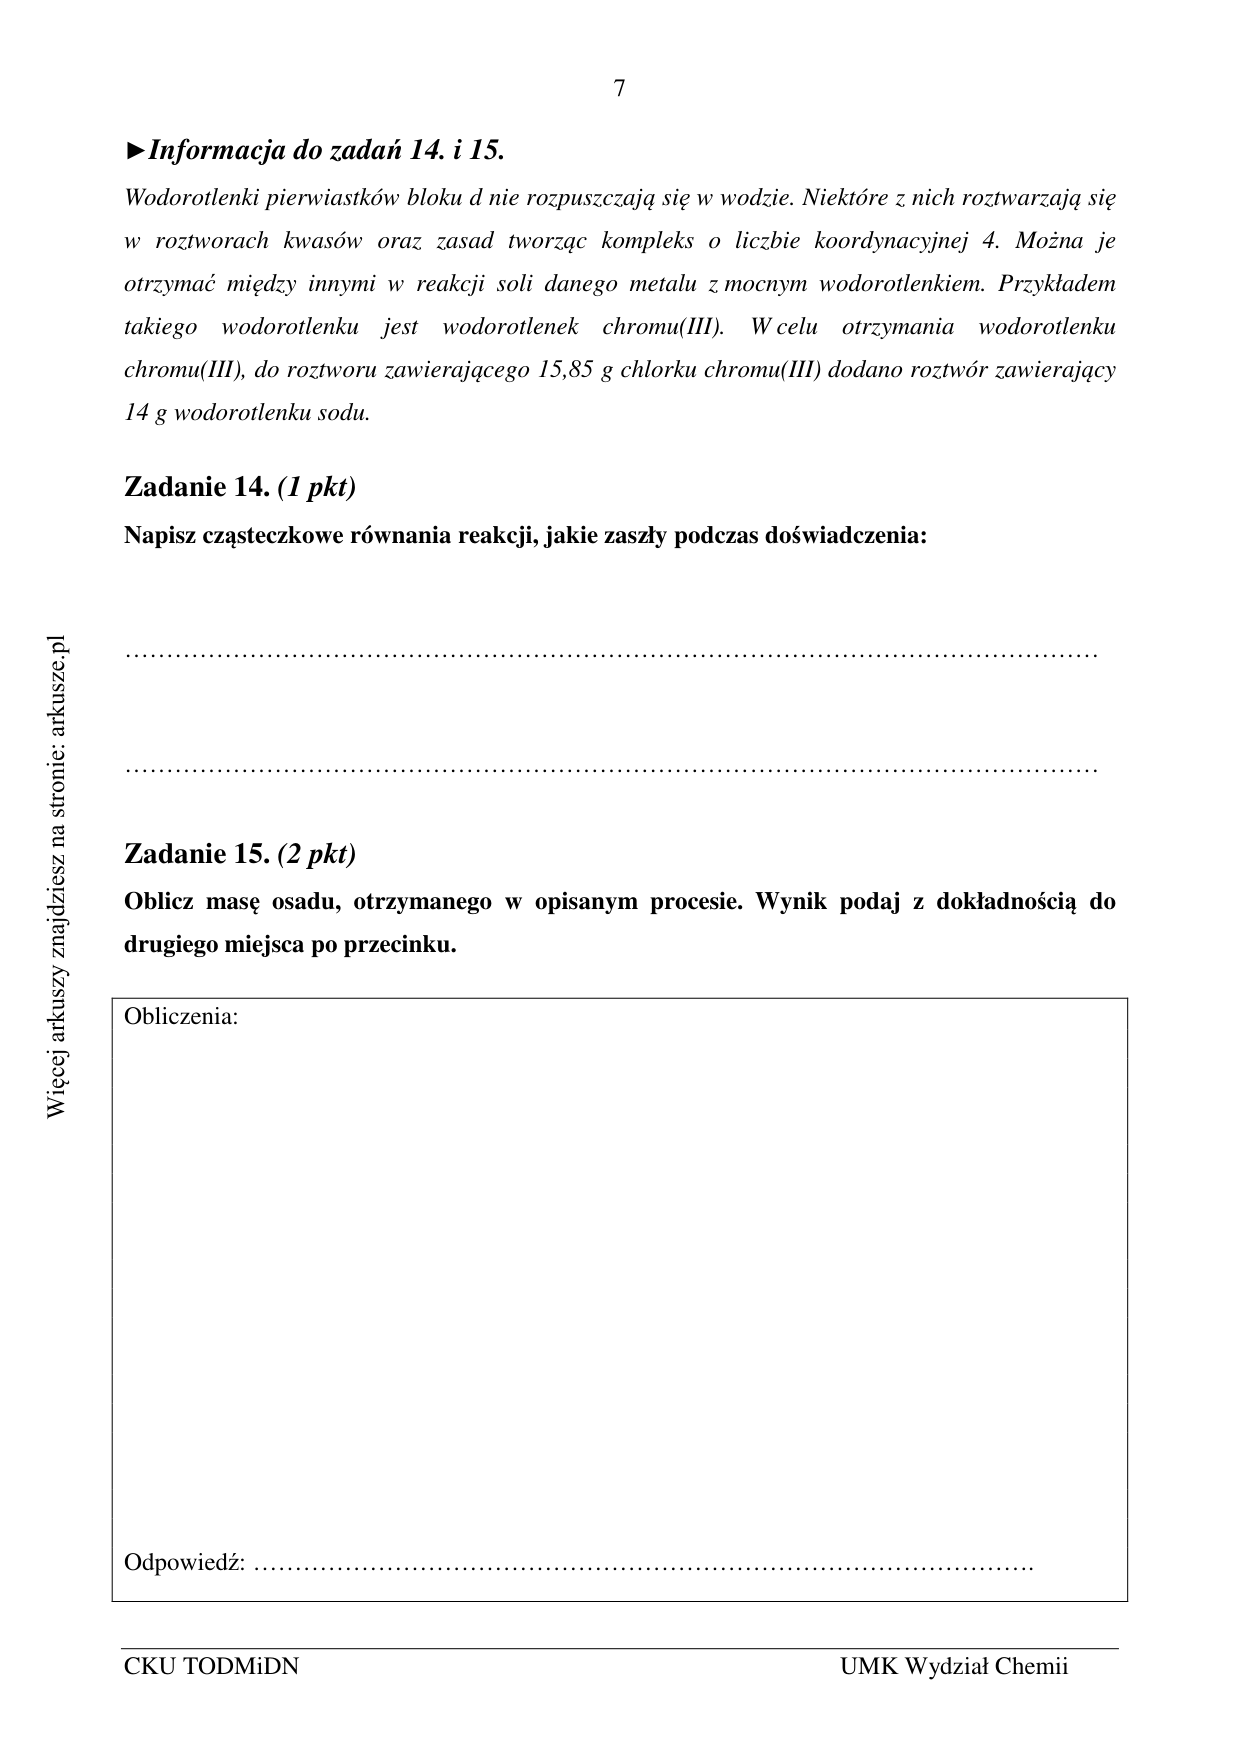 7
►Informacja do zadań 14. i 15.
Wodorotlenki pierwiastków bloku d nie rozpuszczają się w wodzie. Niektóre z nich roztwarzają się
w roztworach kwasów oraz zasad tworząc kompleks o liczbie koordynacyjnej 4. Można je
otrzymać między innymi w reakcji soli danego metalu z mocnym wodorotlenkiem. Przykładem
takiego wodorotlenku jest wodorotlenek chromu(III). W celu otrzymania wodorotlenku
chromu(III), do roztworu zawierającego 15,85 g chlorku chromu(III) dodano roztwór zawierający
14 g wodorotlenku sodu.
Zadanie 14. (1 pkt)
Napisz cząsteczkowe równania reakcji, jakie zaszły podczas doświadczenia:
………………………………………………………………………………………………………
………………………………………………………………………………………………………
Zadanie 15. (2 pkt)
Oblicz masę osadu, otrzymanego w opisanym procesie. Wynik podaj z dokładnością do
drugiego miejsca po przecinku.
Obliczenia:
Odpowiedź: ………………………………………………………………………………….
CKU TODMiDN UMK Wydział Chemii
Więcej arkuszy znajdziesz na stronie: arkusze.pl